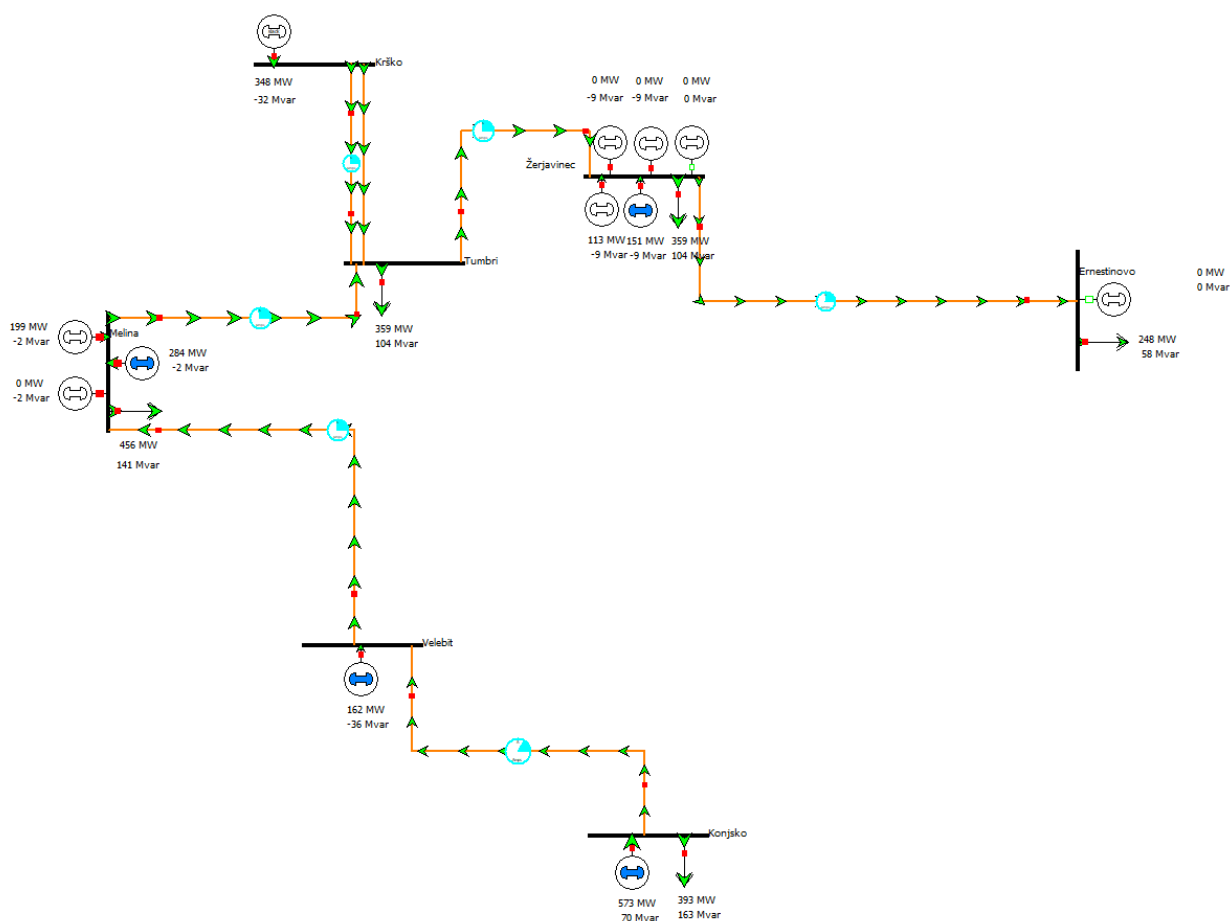 Krško
348 MW
-32 Mvar
0 MW
-9 Mvar
0 MW
-9 Mvar
0 MW
0 Mvar
Žerjavinec
113 MW
-9 Mvar
151 MW
-9 Mvar
359 MW
104 Mvar
Tumbri
359 MW
104 Mvar
Ernestinovo
0 MW
0 Mvar
248 MW
58 Mvar
Melina
199 MW
-2 Mvar
284 MW
-2 Mvar
0 MW
-2 Mvar
456 MW
141 Mvar
Velebit
162 MW
-36 Mvar
Konjsko
573 MW
70 Mvar
393 MW
163 Mvar